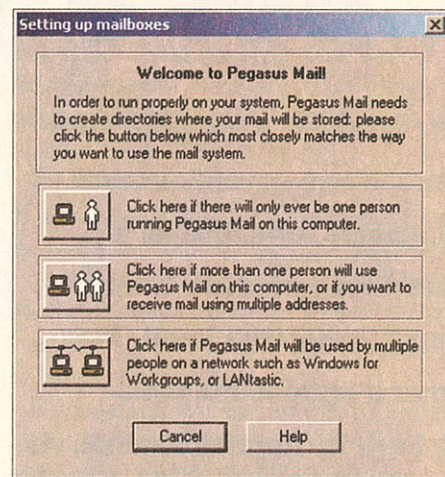 Setting up mailboxes
Welcome to Pegasus Mail!
In order to run properly on your system, Pegasus Mail needs
to create directories where your mail will be stored: please
click the button below which most closely matches the way
you want to use the mail system.
Click here if there will only ever be one person
running Pegasus Mail on this computer.
Click here if more than one person will use
Pegasus Mail on this computer, or if you want to
receive mail using multiple addresses.
Click here if Pegasus Mail will be used by multiple
people on a network such as Windows for
Workgroups, or LANtastic.
Cancel
Help